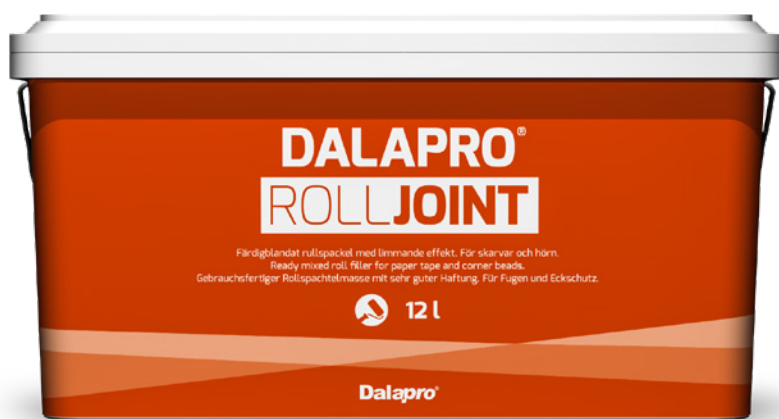 DALAPRO®
ROLLJOINT
Färdigblandat rullspackel med limmande effekt. För skarvar och hörn.
Ready mixed roll filler for paper tape and corner beads.
Gebrauchsfertiger Rollspachtelmasse mit sehr guter Haftung. Für Fugen und Eckschutz.
12 l
Dalapro®